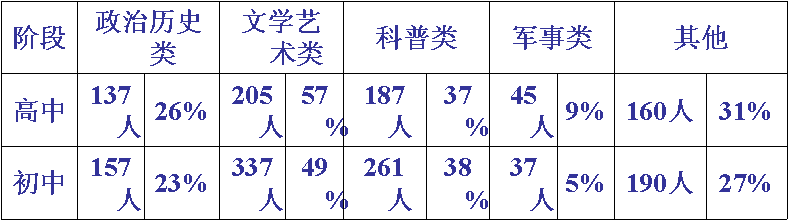 阶段 政治历史类 文学艺术类 科普类 军事类 其他
高中 137人 26% 205人 57% 187人 37% 45人 9% 160人 31%
初中 157人 23% 337人 49% 261人 38% 37人 5% 190人 27%